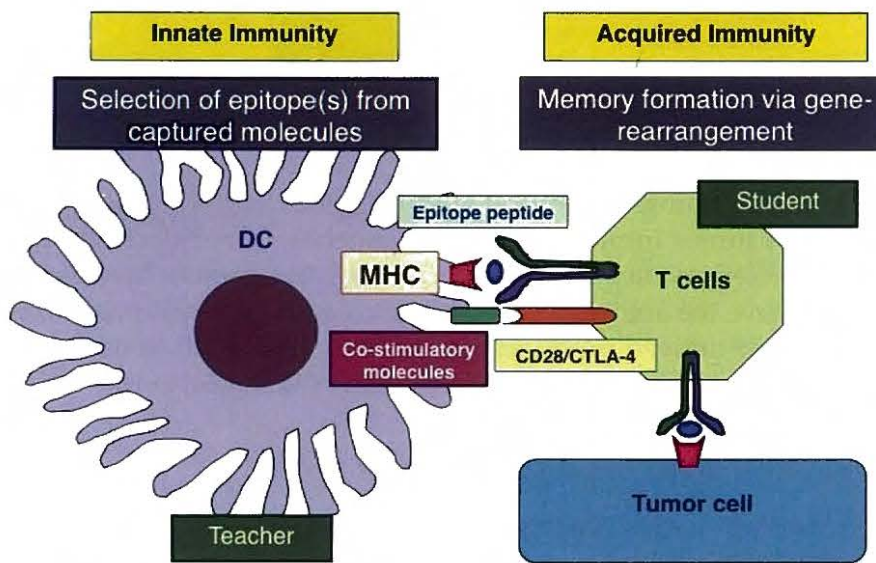 Innate Immunity
Acquired Immunity
Selection of epitope(s) from
captured molecules
Memory formation via gene-
rearrangement
Epitope peptide
Student
DC
MHC
T cells
Co-stimulatory
molecules
CD28/CTLA-4
Tumor cell
Teacher